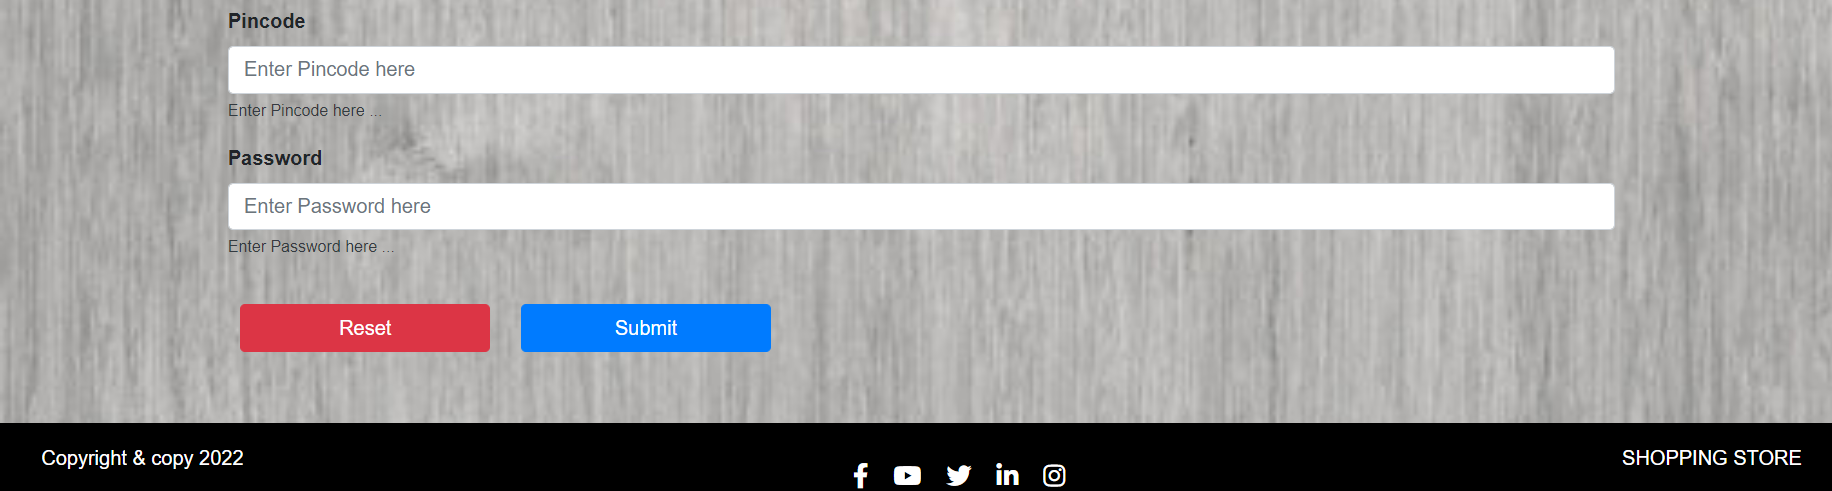 Pincode
Enter Pincode here
Enter Pincode here ...
Password
Enter Password here
Enter Password here ...
Reset Submit
Copyright & copy 2022 SHOPPING STORE